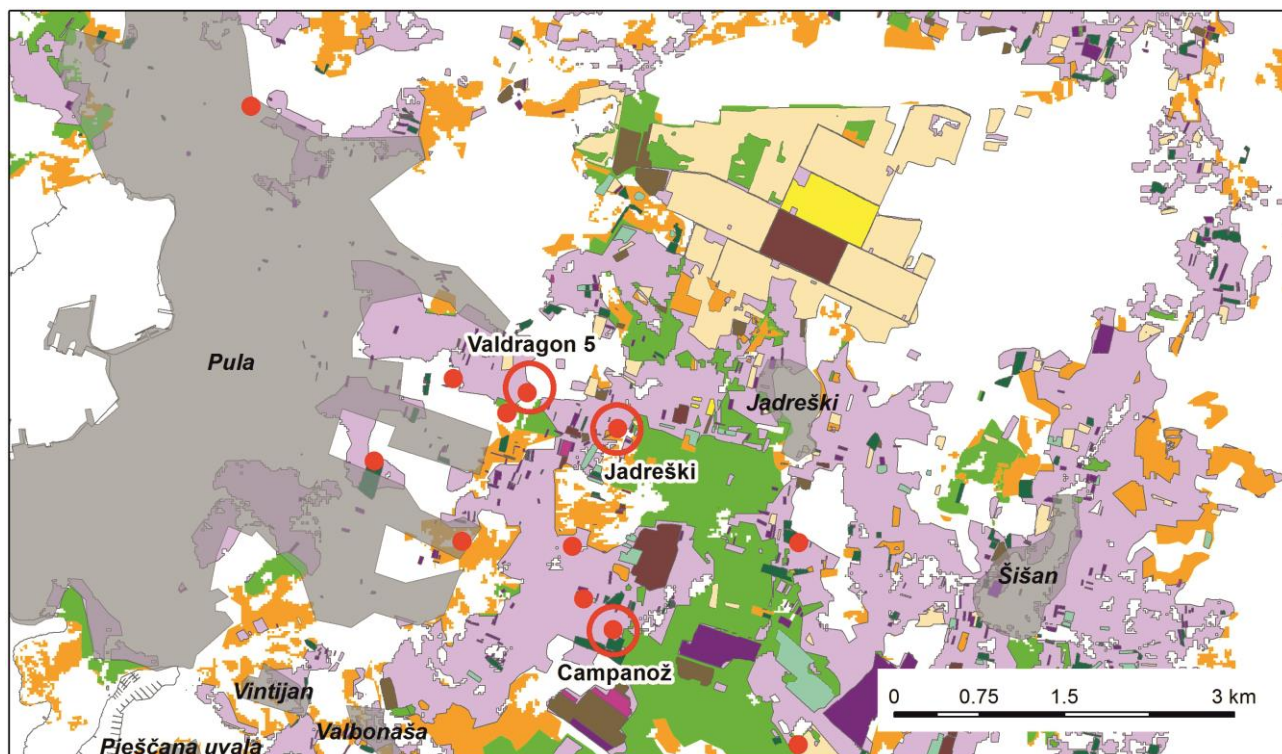 Valdragon 5
Pula
Jadreški
Jadreški
Šišan
Campanož
Vintijan
Valbonaša
Pješčana uvala
0 0.75 1.5 3 km